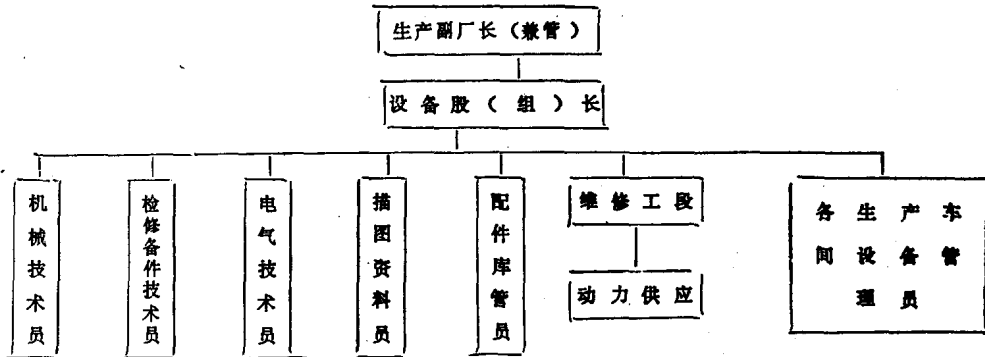 生产副厂长（兼管）
设备股（组）长
机械技术员
检修备件技术员
电气技术员
描图资料员
配件库管员
维修工段
动力供应
各生产车
间设备管
理员